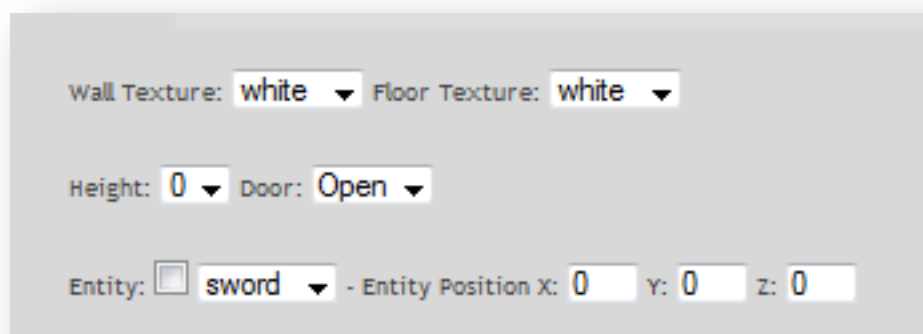 Wall Texture: white Floor Texture: white
Height: 0 Door: Open
Entity: sword - Entity Position X: 0 Y: 0 Z: 0